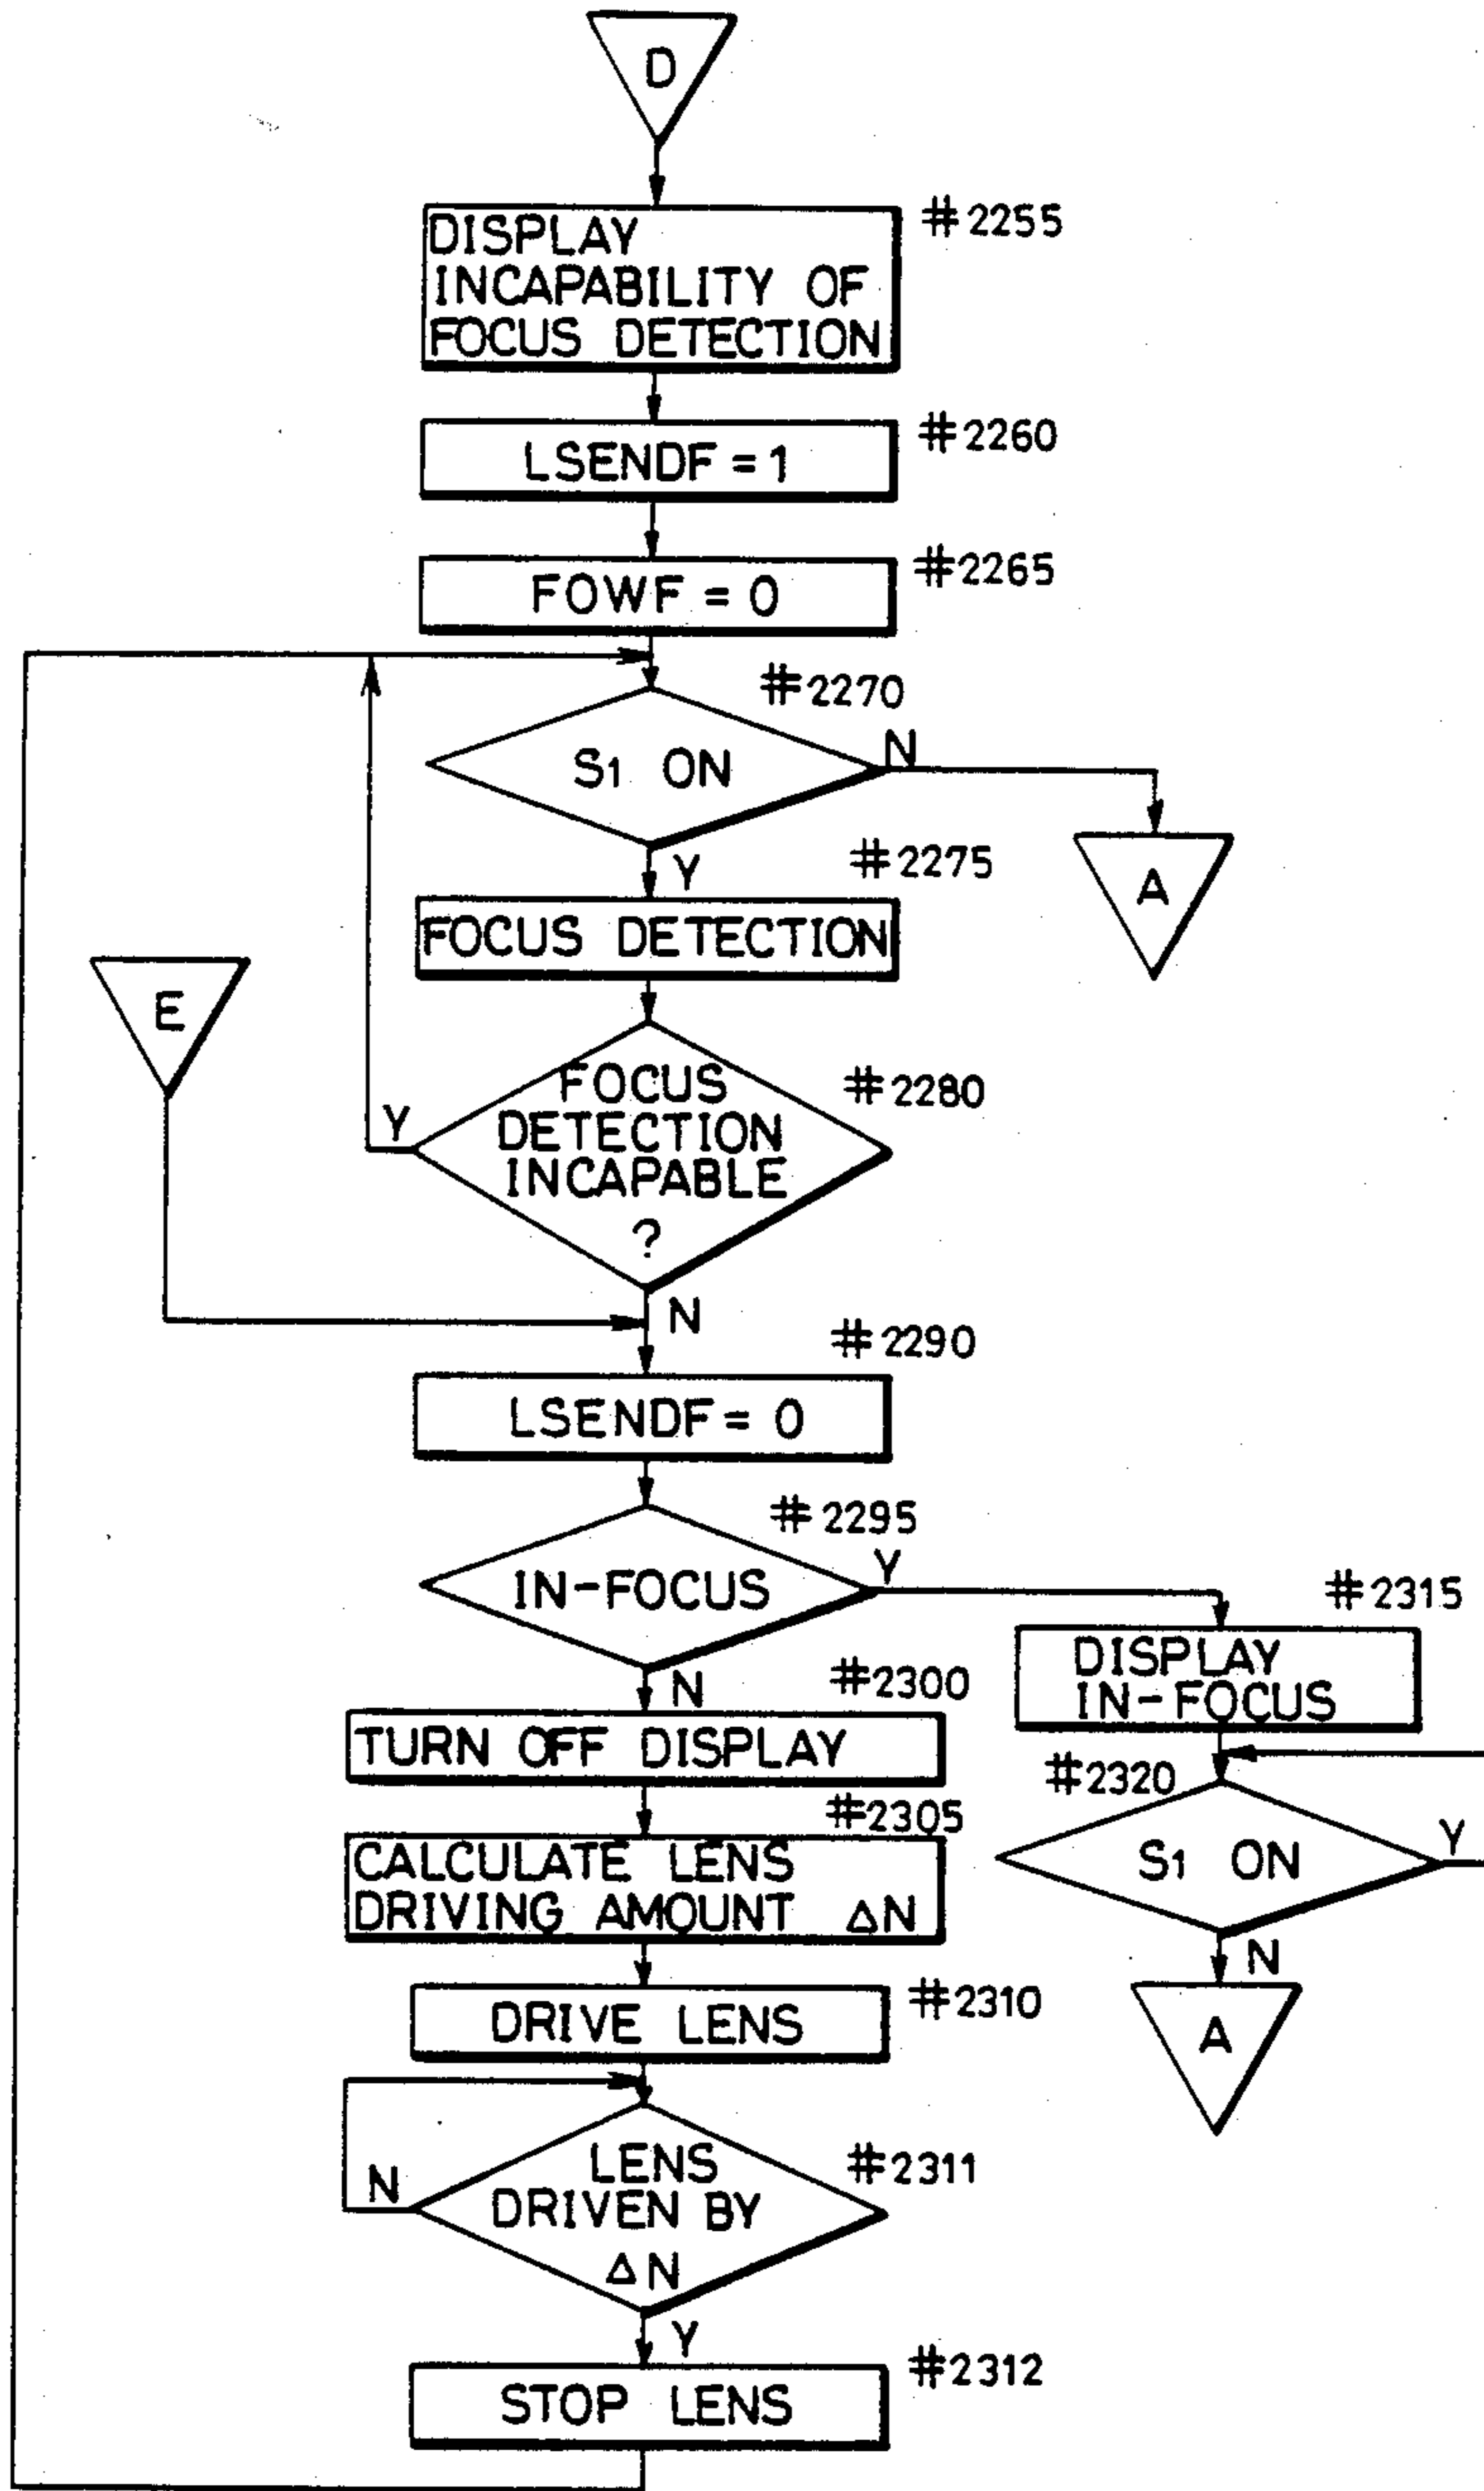 D
#2255
DISPLAY
INCAPABILITY OF
FOCUS DETECTION
#2260
LSENDF = 1
#2265
FOWF = 0
#2270
S1 ON
N
A
Y
#2275
FOCUS DETECTION
E
#2280
FOCUS
DETECTION
INCAPABLE
?
Y
N
#2290
LSENDF = 0
#2295
IN-FOCUS
Y
#2315
DISPLAY
IN-FOCUS
N
#2300
TURN OFF DISPLAY
#2320
S1 ON
Y
N
A
#2305
CALCULATE LENS
DRIVING AMOUNT ΔN
#2310
DRIVE LENS
#2311
LENS
DRIVEN BY
ΔN
N
Y
#2312
STOP LENS